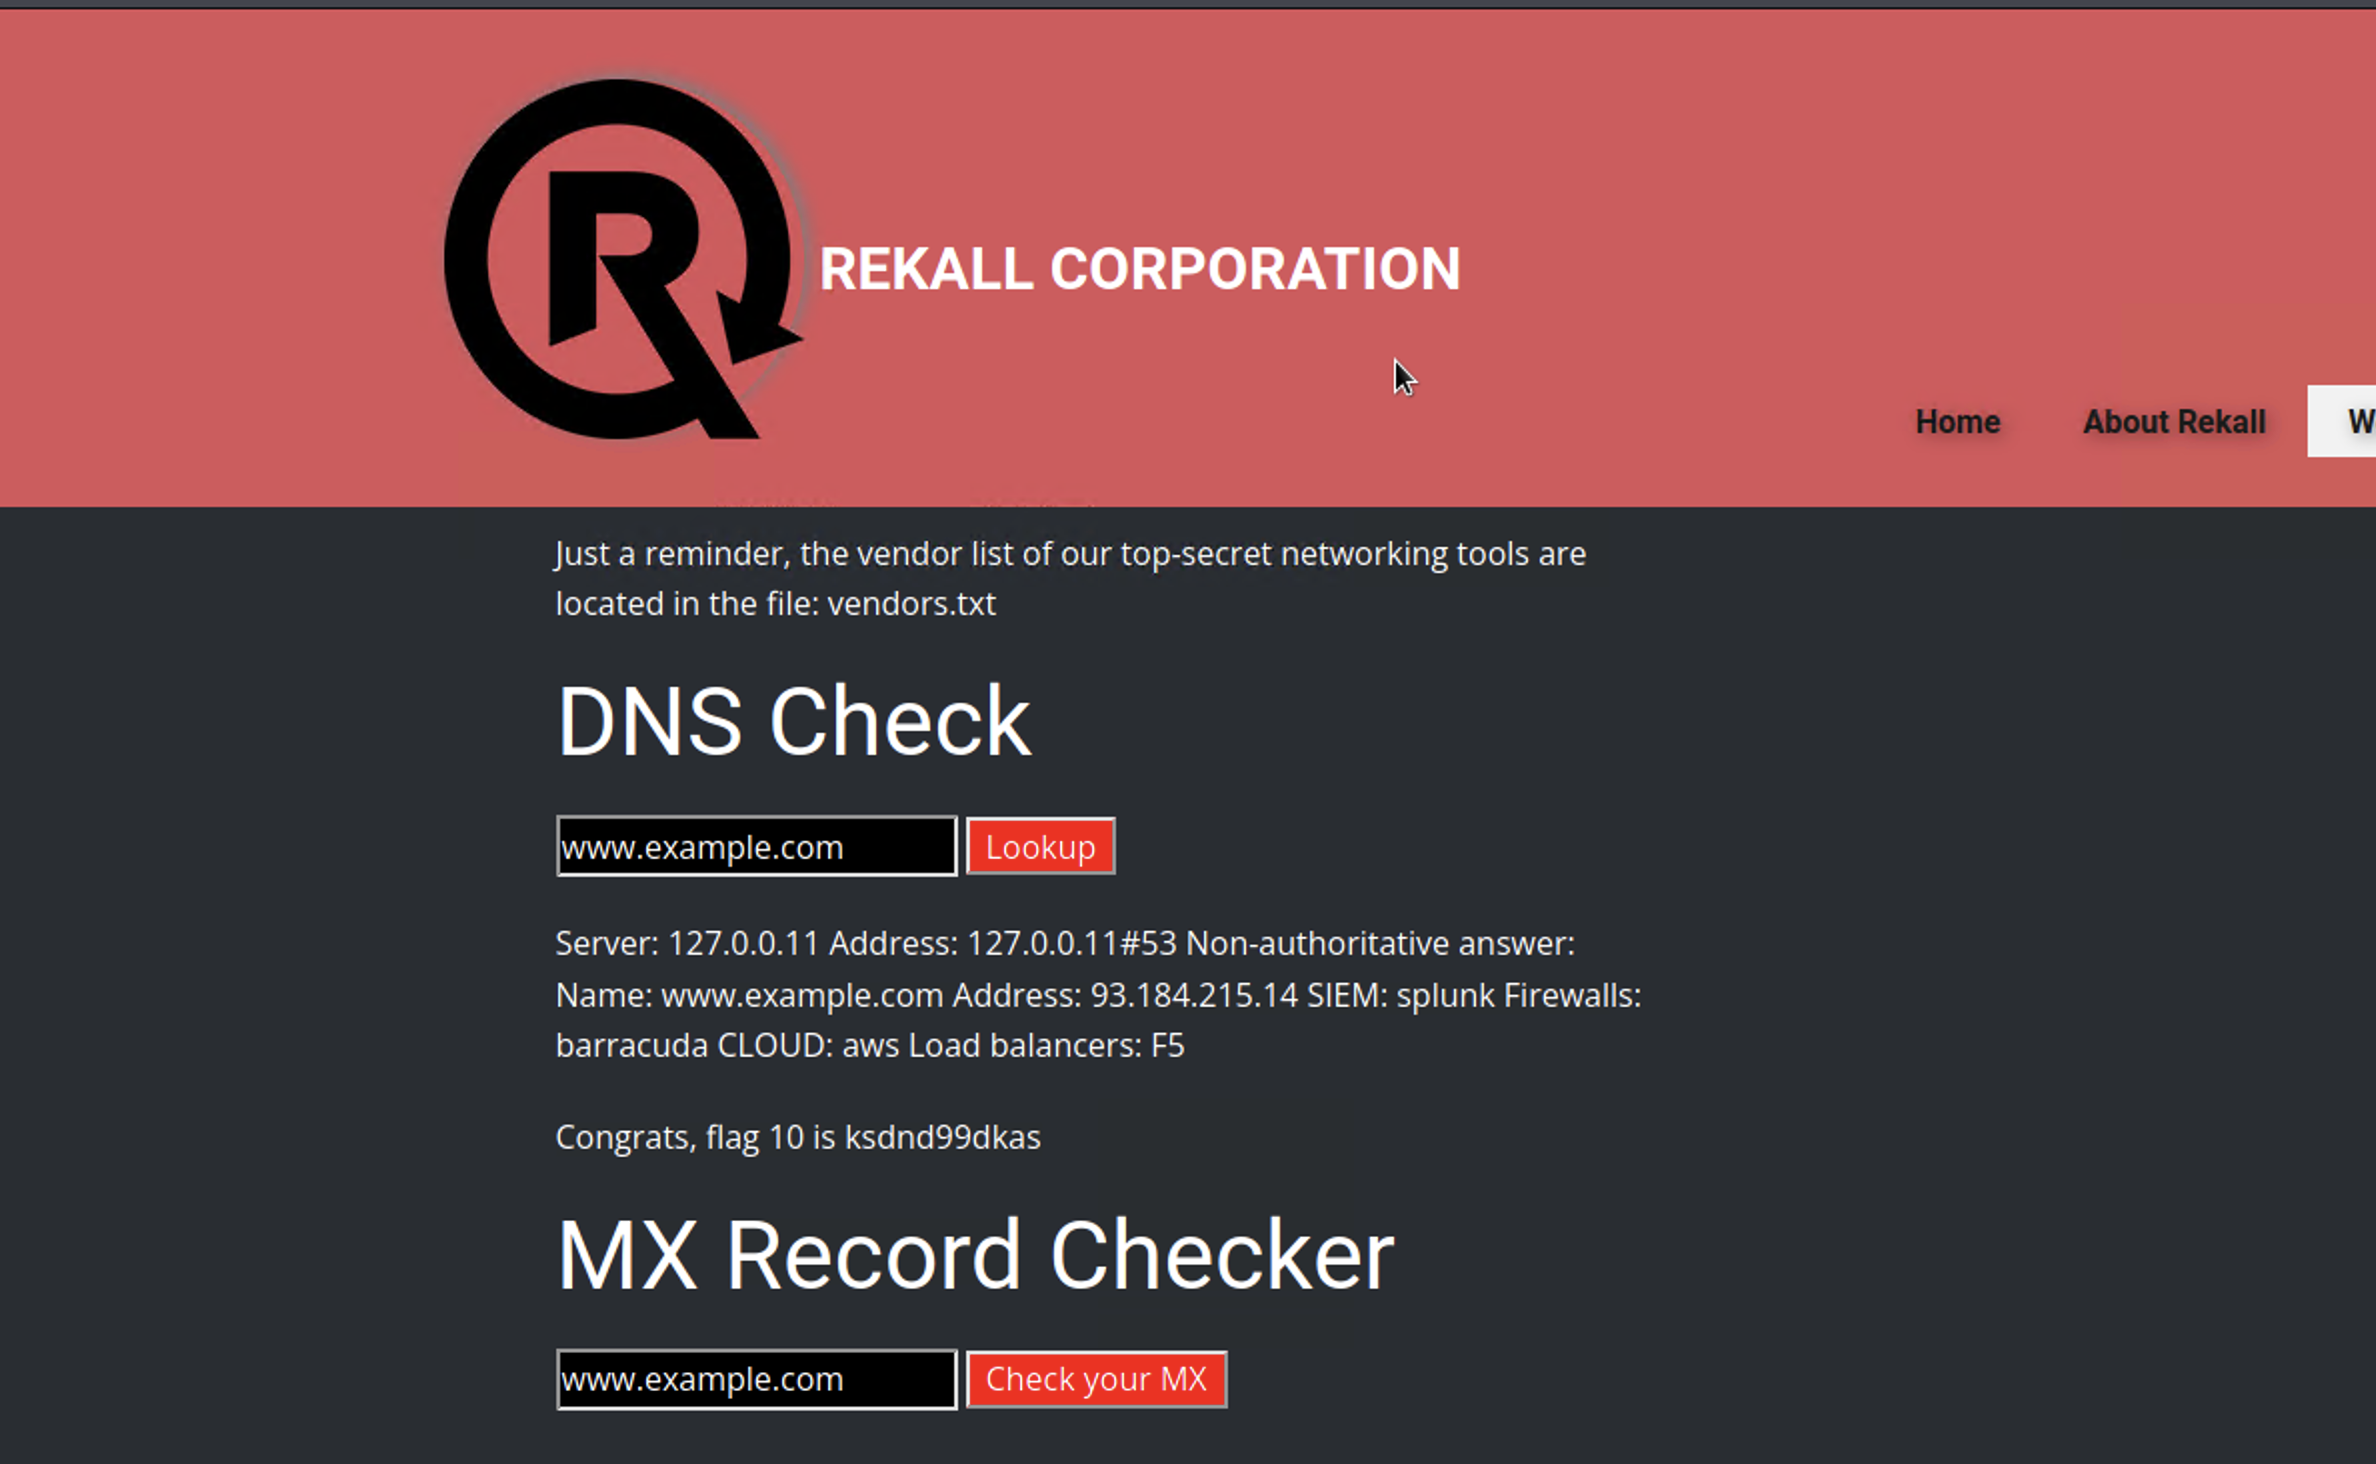 R
REKALL CORPORATION
Home About Rekall
Just a reminder, the vendor list of our top-secret networking tools are
located in the file: vendors.txt
DNS Check
www.example.com Lookup
Server: 127.0.0.11 Address: 127.0.0.11#53 Non-authoritative answer:
Name: www.example.com Address: 93.184.215.14 SIEM: splunk Firewalls:
barracuda CLOUD: aws Load balancers: F5
Congrats, flag 10 is ksdnd99dkas
MX Record Checker
www.example.com Check your MX